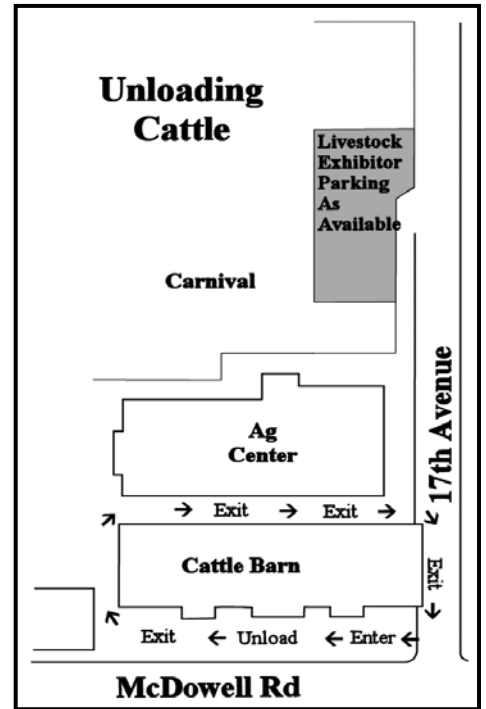 Unloading
Cattle
Livestock
Exhibitor
Parking
As
Available
Carnival
17th Avenue
Ag
Center
→ Exit → Exit →
Cattle Barn
Exit
Exit ← Unload ← Enter ←
McDowell Rd